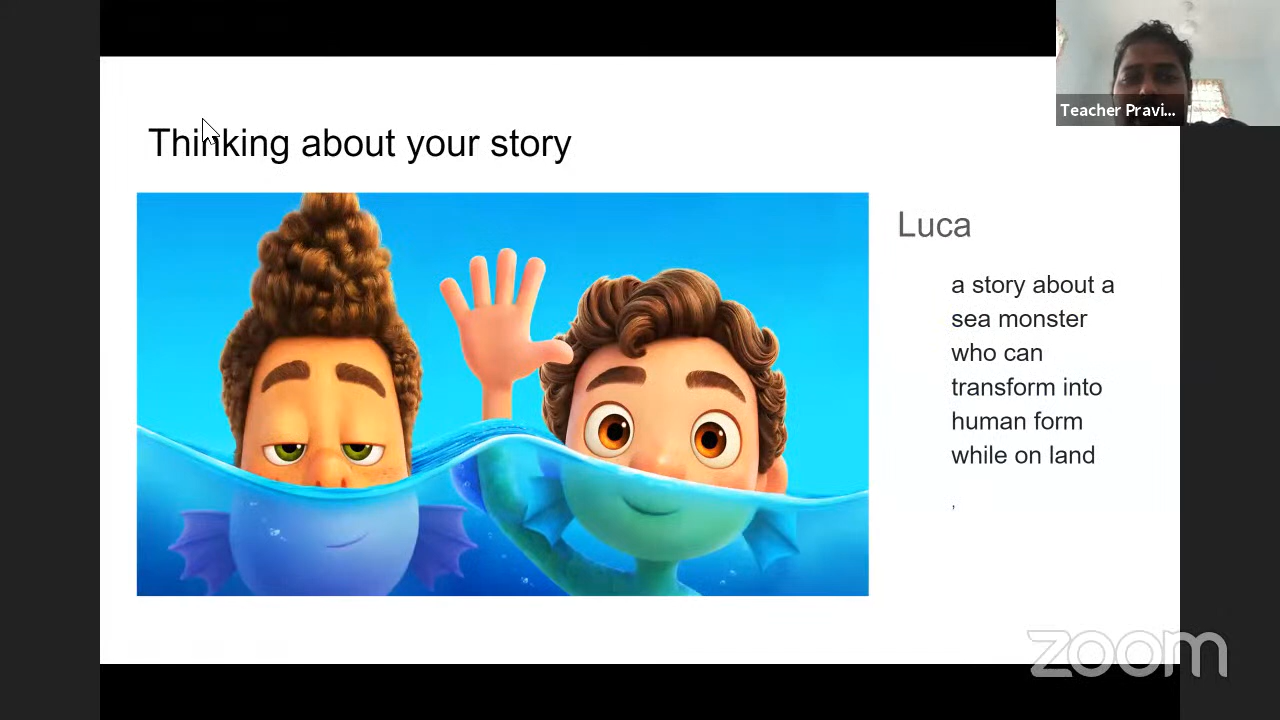 Teacher Pravi...
Thinking about your story
Luca
a story about a
sea monster
who can
transform into
human form
while on land
,
zoom